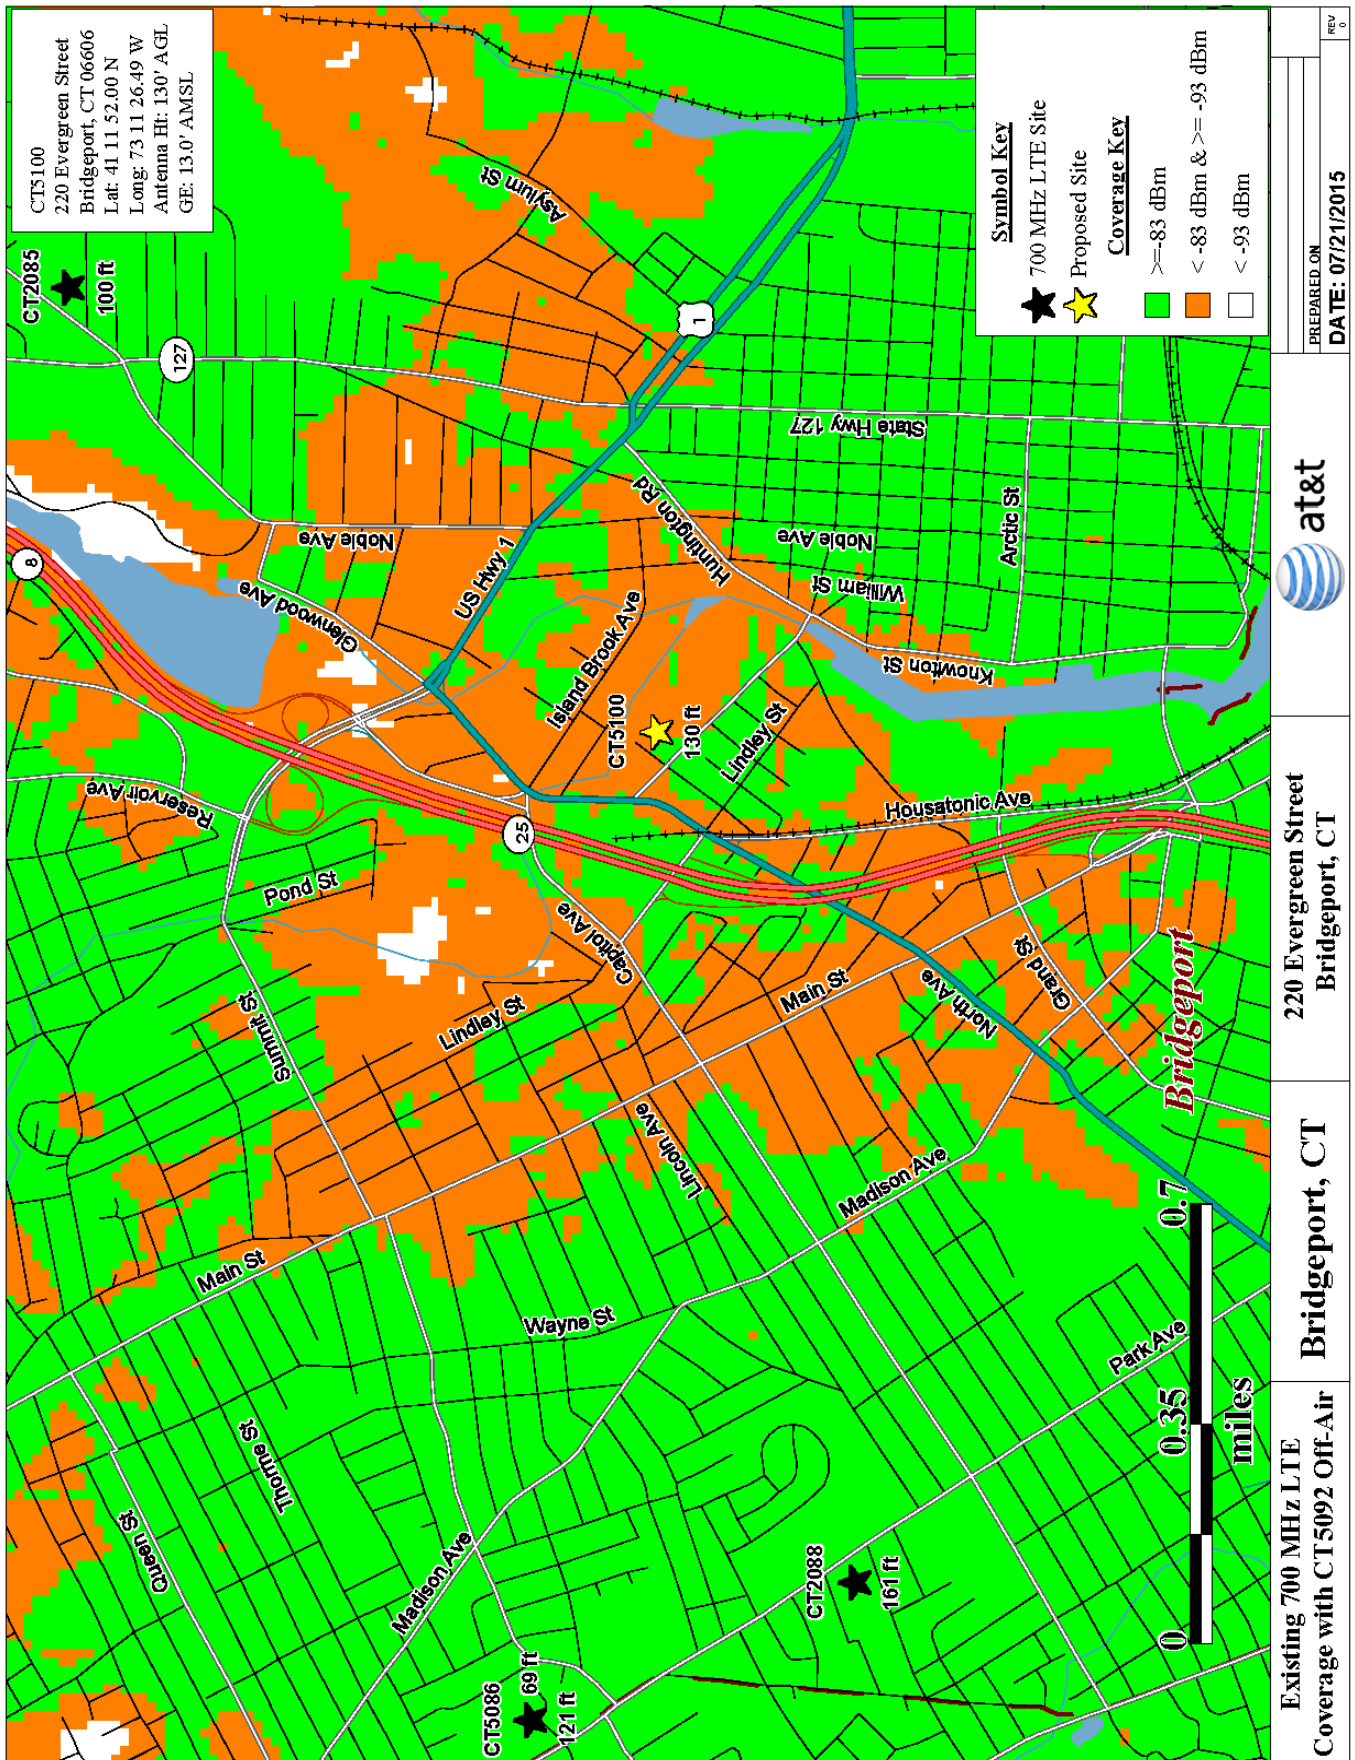 CT5100
220 Evergreen Street
Bridgeport, CT 06606
Lat: 41 11 52.00 N
Long: 73 11 26.49 W
Antenna Ht: 130' AGL
GE: 13.0' AMSL
CT2085
100 ft
127
8
Asylum St
Noble Ave
Glenwood Ave
US Hwy 1
1
Huntington Rd
State Hwy 127
Noble Ave
William St
Arctic St
Knowlton St
Island Brook Ave
CT5100
130 ft
Lindley St
Reservoir Ave
25
Pond St
Housatonic Ave
Capitol Ave
Summit St
Lindley St
Main St
North Ave
Grand St
Bridgeport
Lincoln Ave
Madison Ave
Main St
Wayne St
Park Ave
Thorme St
Queen St
Madison Ave
CT2088
161 ft
CT5086
69 ft
121 ft
0
0.35
0.7
miles
Symbol Key
700 MHz LTE Site
Proposed Site
Coverage Key
>=-83 dBm
< -83 dBm & >= -93 dBm
< -93 dBm
Existing 700 MHz LTE
Coverage with CT5092 Off-Air
Bridgeport, CT
220 Evergreen Street
Bridgeport, CT
at&t
PREPARED ON
DATE: 07/21/2015
REV
0